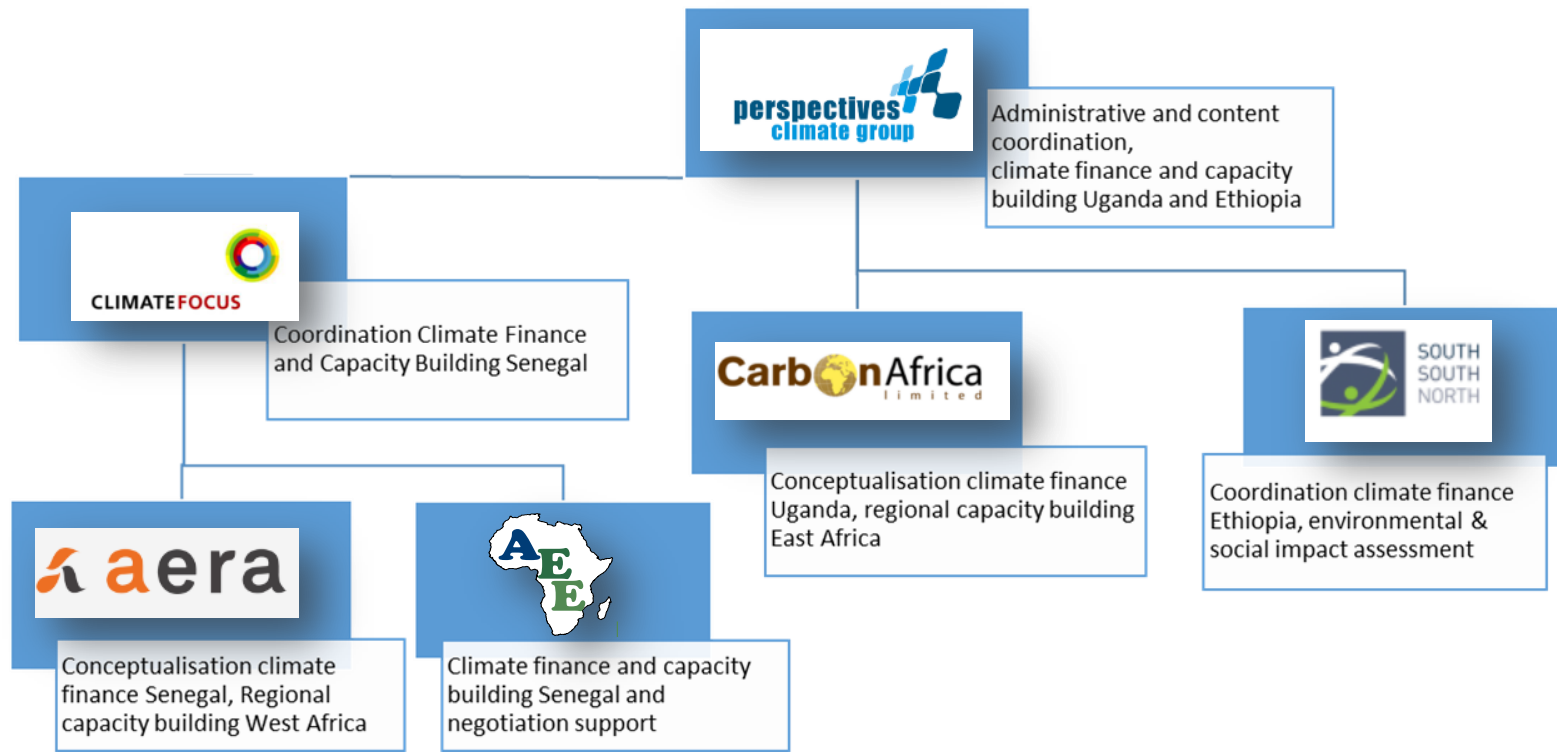 perspectives
climate group
Administrative and content
coordination,
climate finance and capacity
building Uganda and Ethiopia
CLIMATEFOCUS
Coordination Climate Finance
and Capacity Building Senegal
CarbonAfrica
limited
Conceptualisation climate finance
Uganda, regional capacity building
East Africa
SOUTH
SOUTH
NORTH
Coordination climate finance
Ethiopia, environmental &
social impact assessment
aera
Conceptualisation climate
finance Senegal, Regional
capacity building West Africa
A
E
E
Climate finance and capacity
building Senegal and
negotiation support